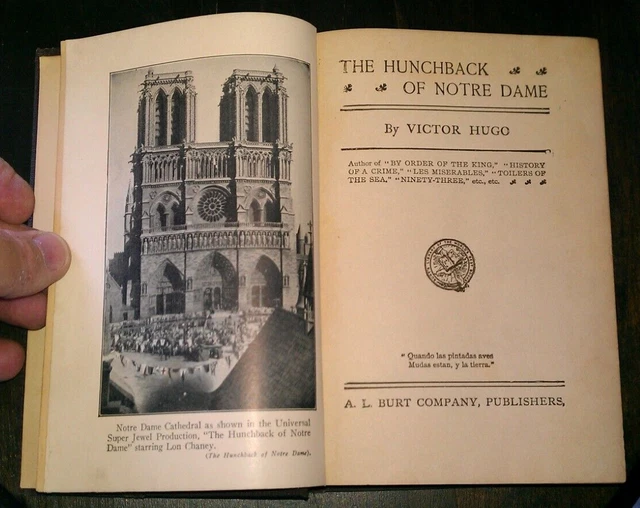 Notre Dame Cathedral as shown in the Universal
Super Jewel Production, "The Hunchback of Notre
Dame" starring Lon Chaney.
(The Hunchback of Notre Dame).
THE HUNCHBACK
OF NOTRE DAME
By VICTOR HUGO
Author of "BY ORDER OF THE KING," "HISTORY
OF A CRIME," "LES MISERABLES," "TOILERS OF
THE SEA," "NINETY-THREE," etc., etc.
"Quando las pintadas aves
Mudas estan, y la tierra."
A. L. BURT COMPANY, PUBLISHERS,